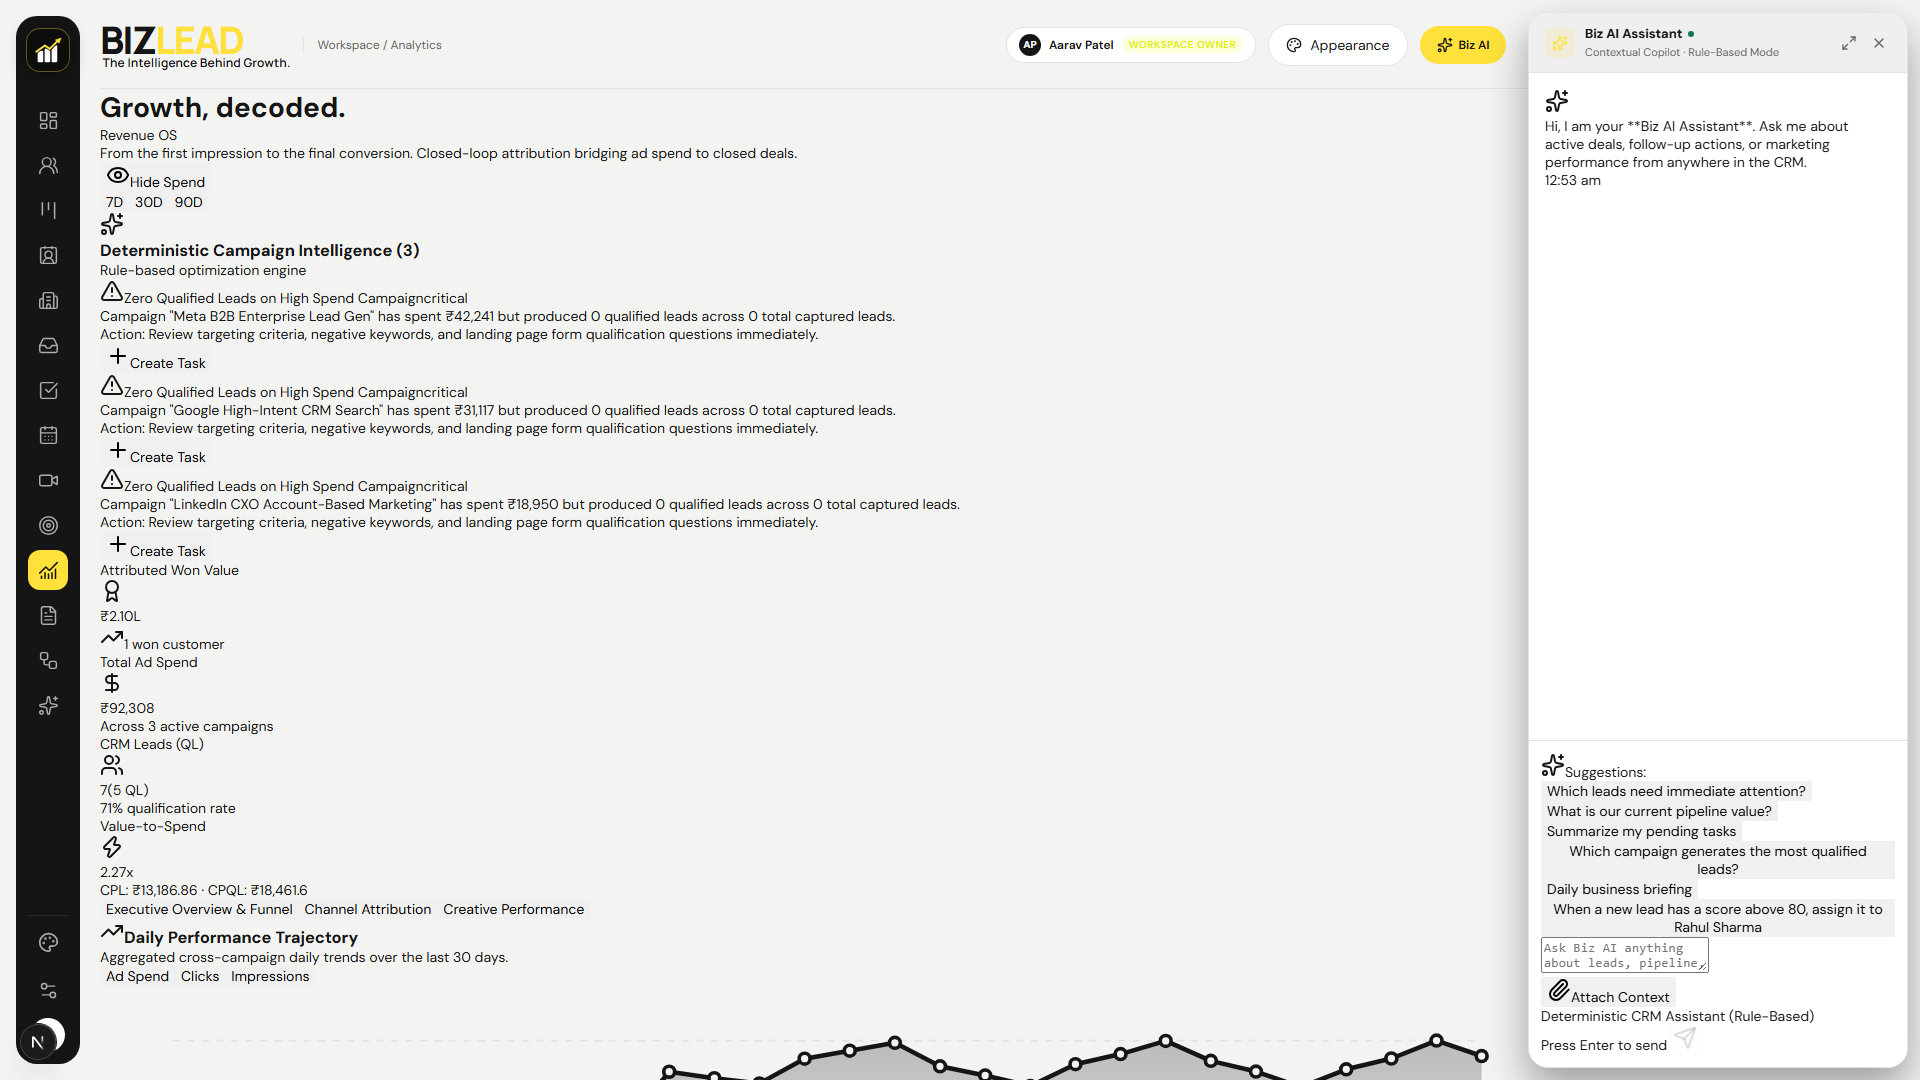 BIZLEAD
The Intelligence Behind Growth.
Workspace / Analytics
AP Aarav Patel WORKSPACE OWNER
Appearance
Biz AI
Growth, decoded.
Revenue OS
From the first impression to the final conversion. Closed-loop attribution bridging ad spend to closed deals.
Hide Spend
7D 30D 90D
Deterministic Campaign Intelligence (3)
Rule-based optimization engine
Zero Qualified Leads on High Spend Campaigncritical
Campaign "Meta B2B Enterprise Lead Gen" has spent ₹42,241 but produced 0 qualified leads across 0 total captured leads.
Action: Review targeting criteria, negative keywords, and landing page form qualification questions immediately.
Create Task
Zero Qualified Leads on High Spend Campaigncritical
Campaign "Google High-Intent CRM Search" has spent ₹31,117 but produced 0 qualified leads across 0 total captured leads.
Action: Review targeting criteria, negative keywords, and landing page form qualification questions immediately.
Create Task
Zero Qualified Leads on High Spend Campaigncritical
Campaign "LinkedIn CXO Account-Based Marketing" has spent ₹18,950 but produced 0 qualified leads across 0 total captured leads.
Action: Review targeting criteria, negative keywords, and landing page form qualification questions immediately.
Create Task
Attributed Won Value
₹2.10L
1 won customer
Total Ad Spend
₹92,308
Across 3 active campaigns
CRM Leads (QL)
7(5 QL)
71% qualification rate
Value-to-Spend
2.27x
CPL: ₹13,186.86 · CPQL: ₹18,461.6
Executive Overview & Funnel Channel Attribution Creative Performance
Daily Performance Trajectory
Aggregated cross-campaign daily trends over the last 30 days.
Ad Spend Clicks Impressions
N
Biz AI Assistant
Contextual Copilot · Rule-Based Mode
Hi, I am your **Biz AI Assistant**. Ask me about
active deals, follow-up actions, or marketing
performance from anywhere in the CRM.
12:53 am
Suggestions:
Which leads need immediate attention?
What is our current pipeline value?
Summarize my pending tasks
Which campaign generates the most qualified
leads?
Daily business briefing
When a new lead has a score above 80, assign it to
Rahul Sharma
Ask Biz AI anything
about leads, pipeline,
Attach Context
Deterministic CRM Assistant (Rule-Based)
Press Enter to send